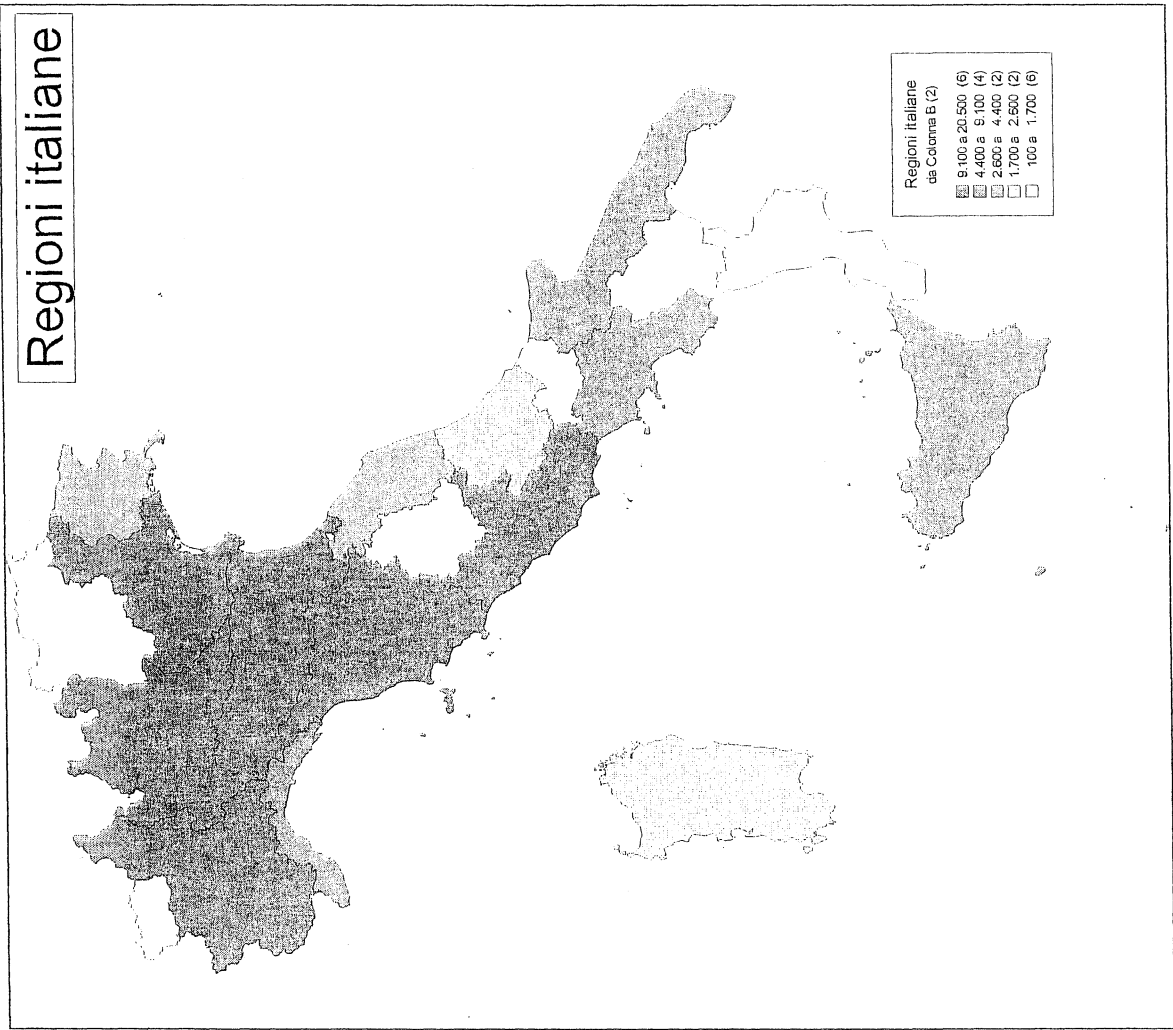 Regioni italiane
Regioni italiane
da Colonna B (2)
9.100 a 20.500 (6)
4.400 a 9.100 (4)
2.600 a 4.400 (2)
1.700 a 2.600 (2)
100 a 1.700 (6)